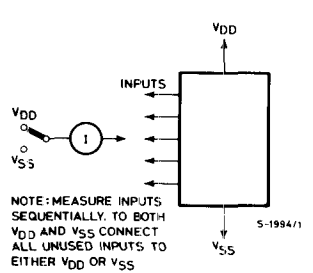 VDD
INPUTS
VDD
I
VSS
NOTE: MEASURE INPUTS
SEQUENTIALLY, TO BOTH
VDD AND VSS CONNECT
ALL UNUSED INPUTS TO
EITHER VDD OR VSS
S-1994/1
VSS